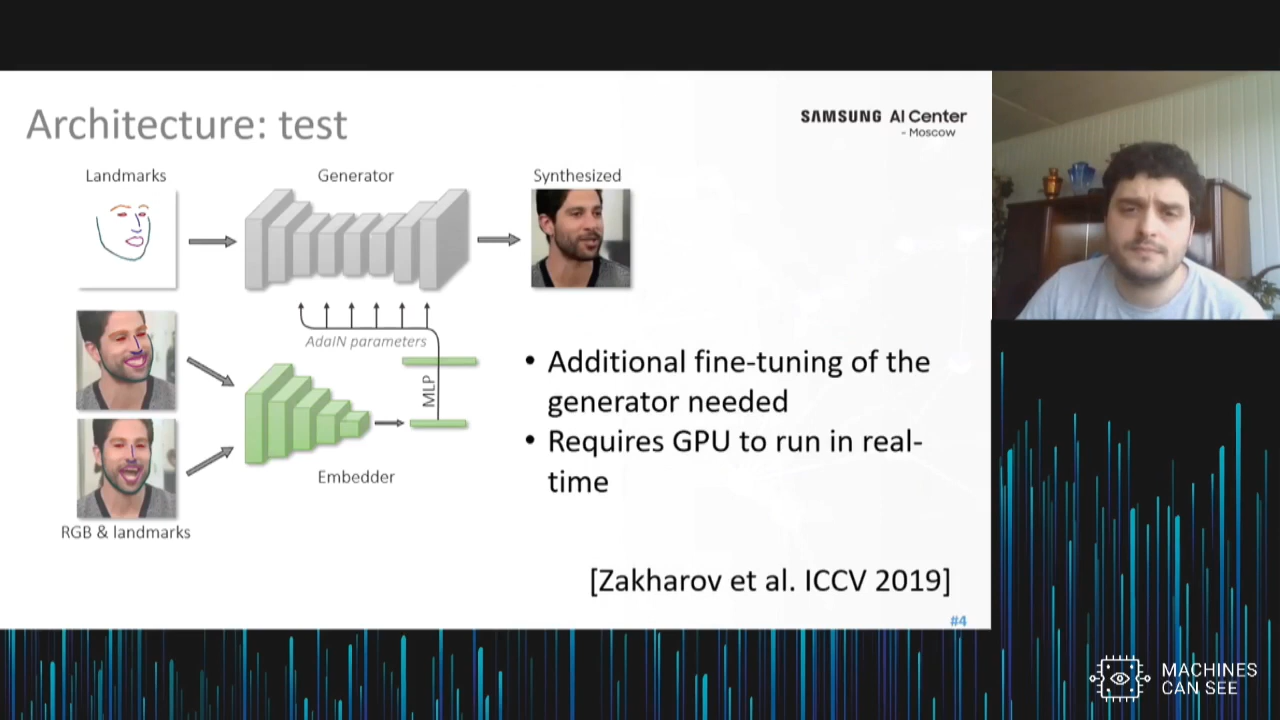 Architecture: test
SAMSUNG AI Center
- Moscow
Landmarks
Generator
Synthesized
AdaIN parameters
MLP
Embedder
RGB & landmarks
• Additional fine-tuning of the
generator needed
• Requires GPU to run in real-
time
[Zakharov et al. ICCV 2019]
#4
MACHINES
CAN SEE